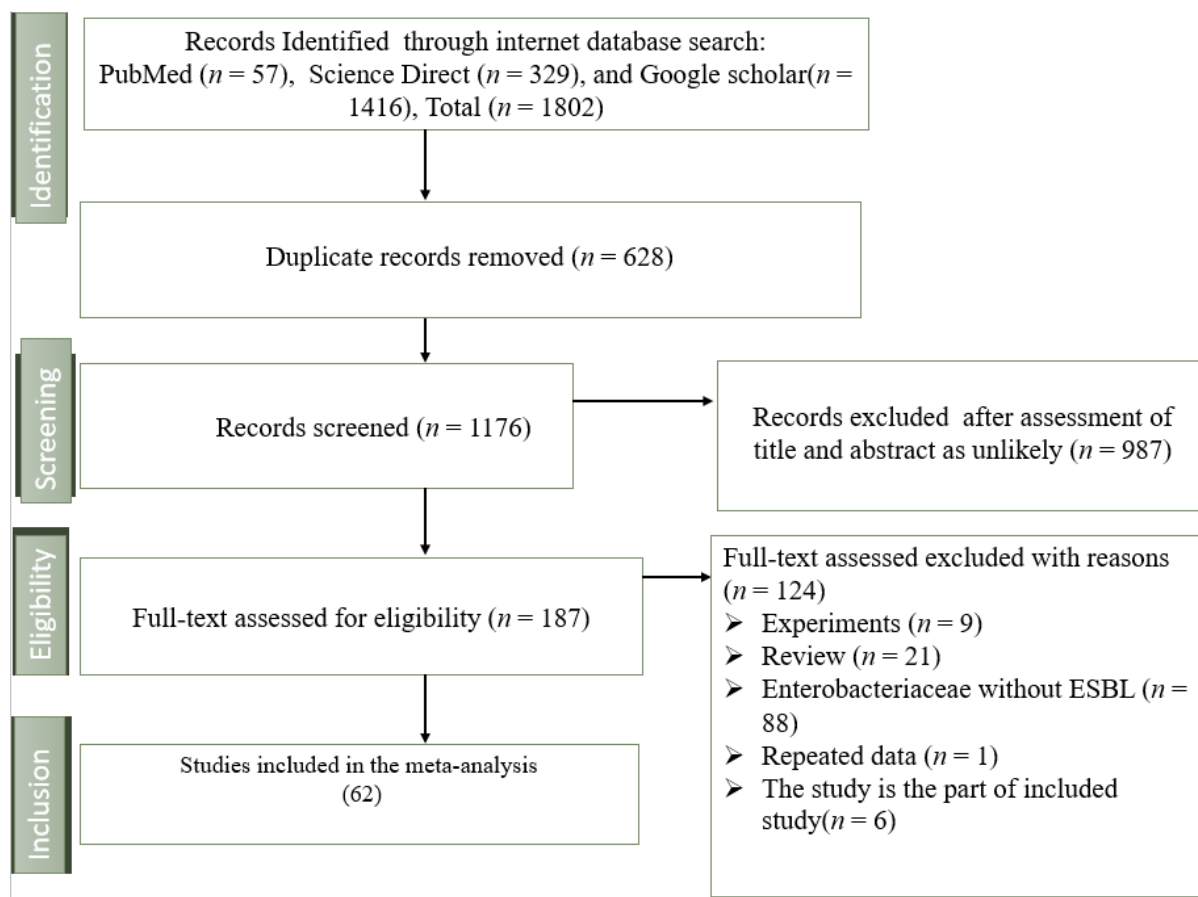 Identification
Records Identified through internet database search:
PubMed (n = 57), Science Direct (n = 329), and Google scholar(n =
1416), Total (n = 1802)
Duplicate records removed (n = 628)
Screening
Records screened (n = 1176)
Records excluded after assessment of
title and abstract as unlikely (n = 987)
Eligibility
Full-text assessed for eligibility (n = 187)
Full-text assessed excluded with reasons
(n = 124)
➢ Experiments (n = 9)
➢ Review (n = 21)
➢ Enterobacteriaceae without ESBL (n =
88)
➢ Repeated data (n = 1)
➢ The study is the part of included
study(n = 6)
Inclusion
Studies included in the meta-analysis
(62)